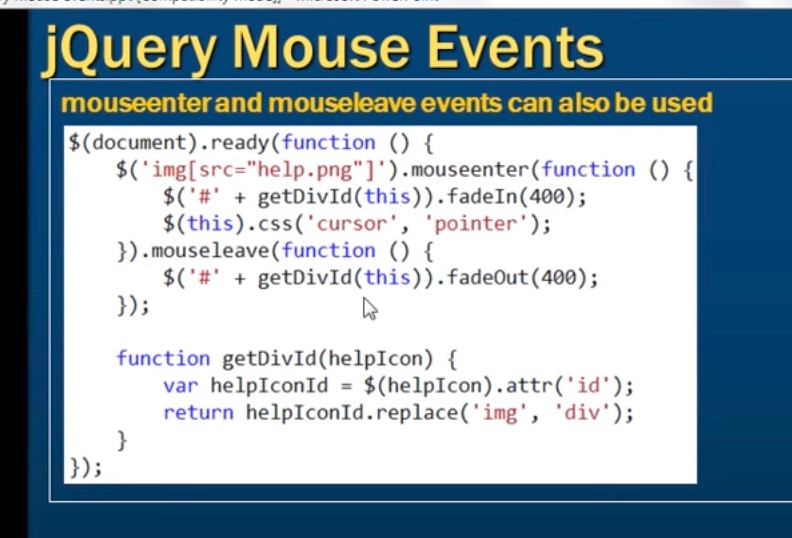 jQuery Mouse Events
mouseenter and mouseleave events can also be used
$(document).ready(function () {
    $('img[src="help.png"]').mouseenter(function () {
        $('#' + getDivId(this)).fadeIn(400);
        $(this).css('cursor', 'pointer');
    }).mouseleave(function () {
        $('#' + getDivId(this)).fadeOut(400);
    });
    function getDivId(helpIcon) {
        var helpIconId = $(helpIcon).attr('id');
        return helpIconId.replace('img', 'div');
    }
});